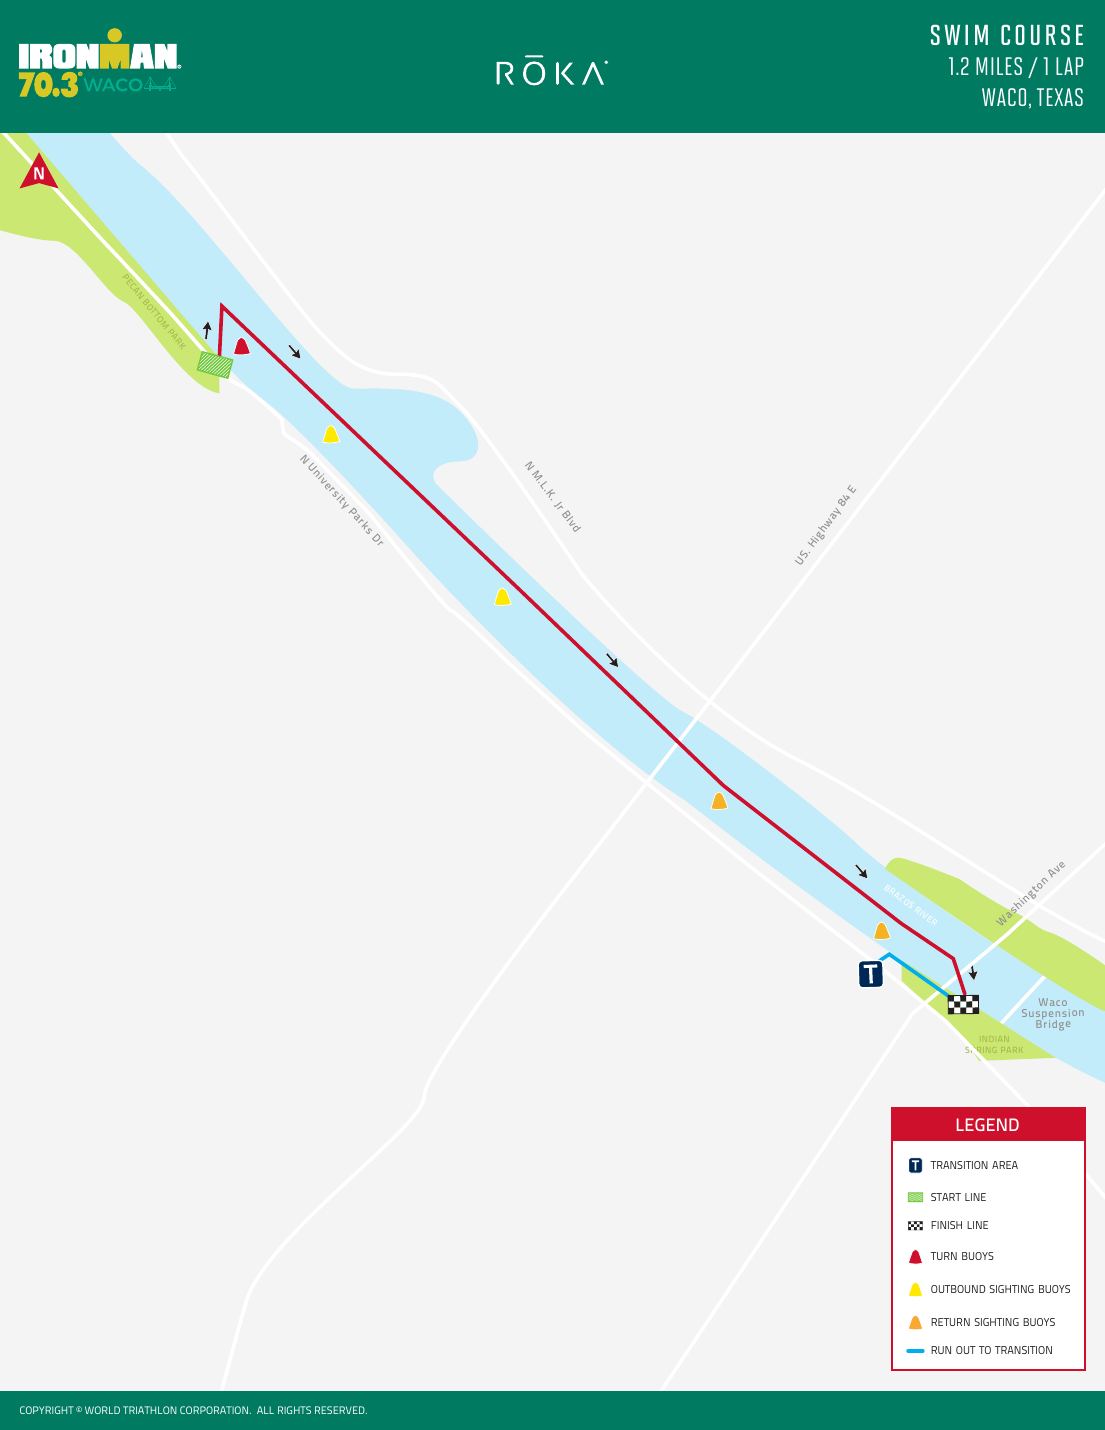 IRONMAN
70.3 WACO
RŌKA
SWIM COURSE
1.2 MILES / 1 LAP
WACO, TEXAS
N
PECAN BOTTOM PARK
N University Parks Dr
N M.L.K. Jr Blvd
US. Highway 84 E
BRAZOS RIVER
Washington Ave
T
Waco
Suspension
Bridge
INDIAN
SPRING PARK
LEGEND
T TRANSITION AREA
START LINE
FINISH LINE
TURN BUOYS
OUTBOUND SIGHTING BUOYS
RETURN SIGHTING BUOYS
RUN OUT TO TRANSITION
COPYRIGHT © WORLD TRIATHLON CORPORATION. ALL RIGHTS RESERVED.